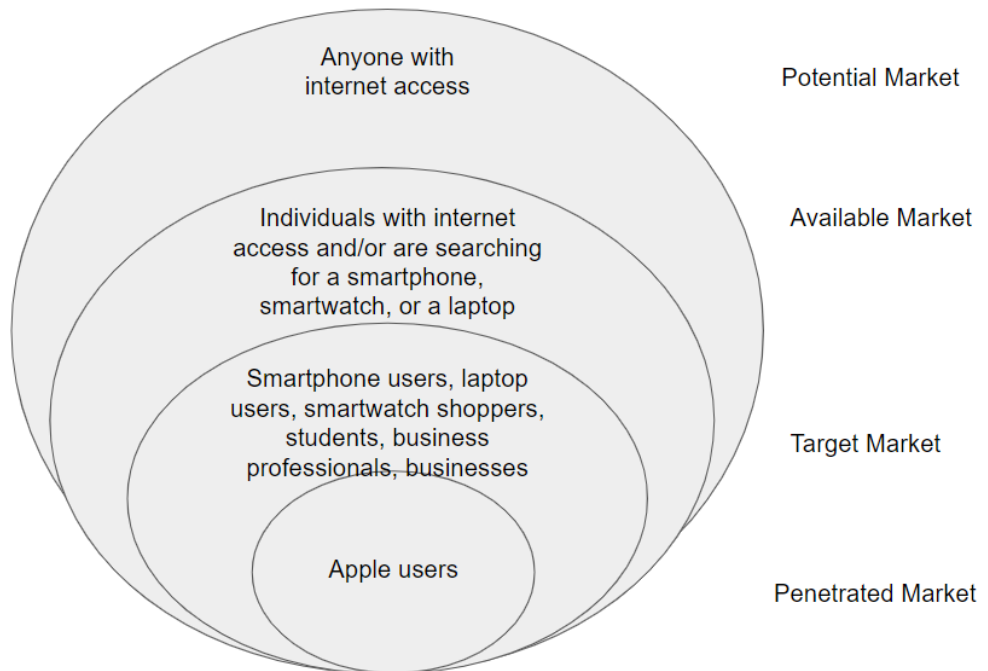 Anyone with
internet access
Potential Market
Individuals with internet
access and/or are searching
for a smartphone,
smartwatch, or a laptop
Available Market
Smartphone users, laptop
users, smartwatch shoppers,
students, business
professionals, businesses
Target Market
Apple users
Penetrated Market